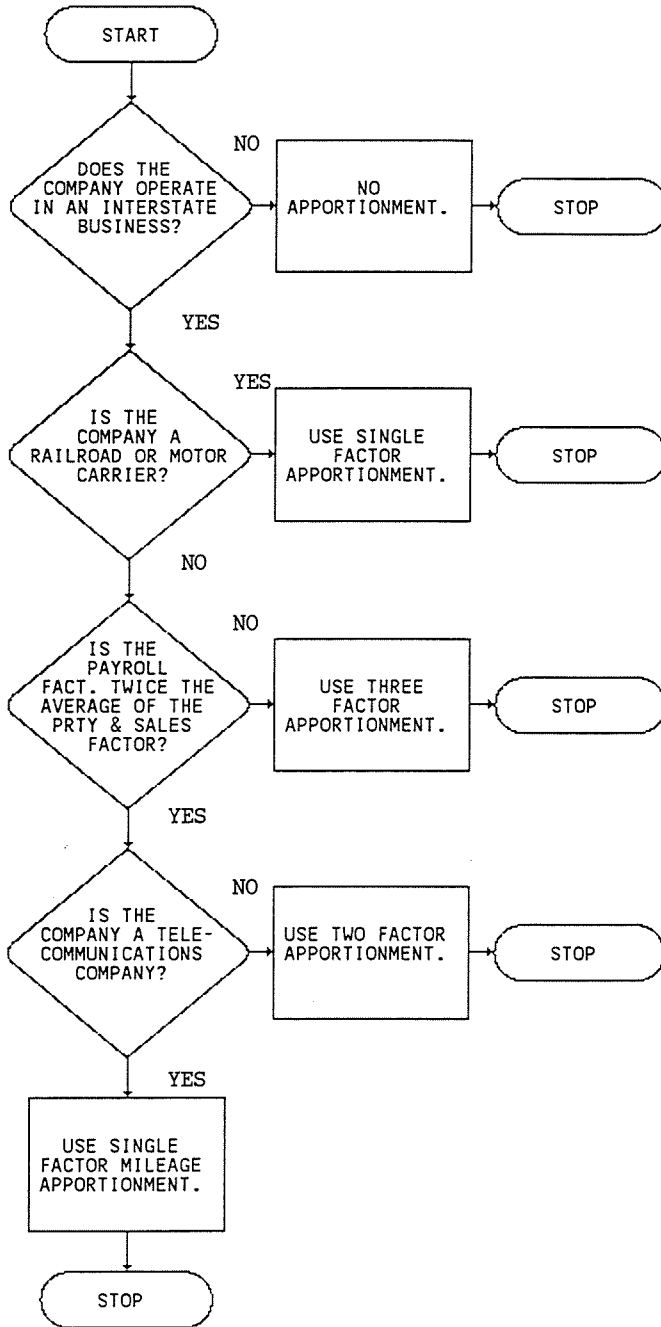 START
DOES THE
COMPANY OPERATE
IN AN INTERSTATE
BUSINESS?
NO
NO
APPORTIONMENT.
STOP
YES
IS THE
COMPANY A
RAILROAD OR MOTOR
CARRIER?
YES
USE SINGLE
FACTOR
APPORTIONMENT.
STOP
NO
IS THE
PAYROLL
FACT. TWICE THE
AVERAGE OF THE
PRTY & SALES
FACTOR?
NO
USE THREE
FACTOR
APPORTIONMENT.
STOP
YES
IS THE
COMPANY A TELE-
COMMUNICATIONS
COMPANY?
NO
USE TWO FACTOR
APPORTIONMENT.
STOP
YES
USE SINGLE
FACTOR MILEAGE
APPORTIONMENT.
STOP